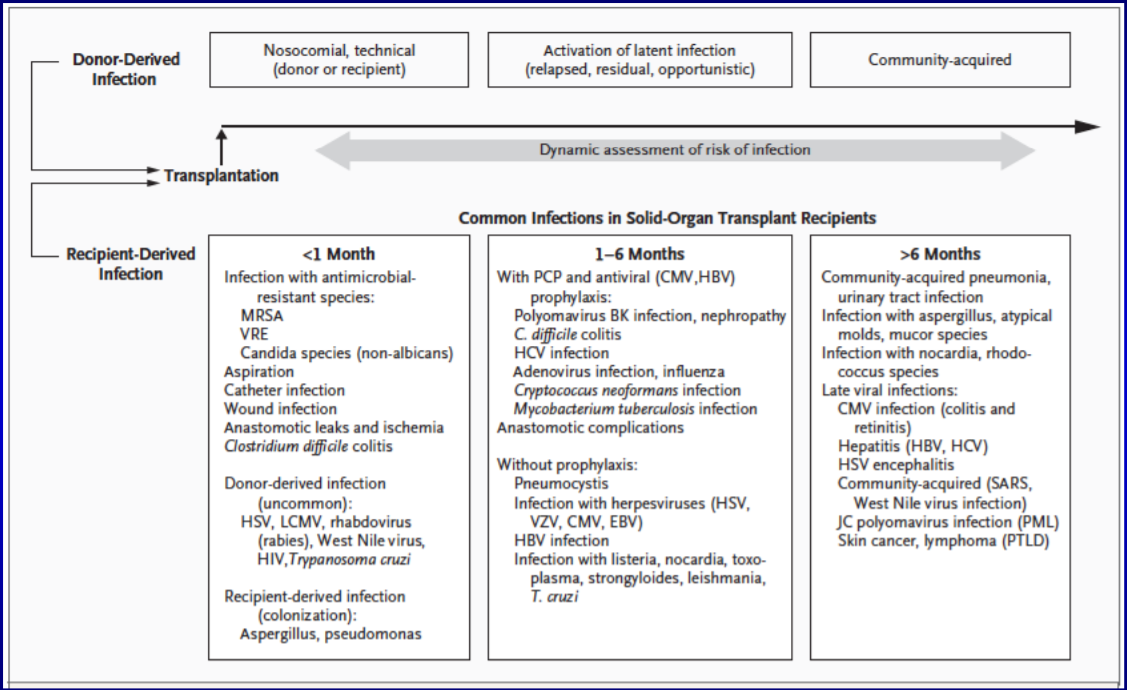 Donor-Derived
Infection
Nosocomial, technical
(donor or recipient)
Activation of latent infection
(relapsed, residual, opportunistic)
Community-acquired
Dynamic assessment of risk of infection
Transplantation
Common Infections in Solid-Organ Transplant Recipients
Recipient-Derived
Infection
<1 Month
Infection with antimicrobial-
resistant species:
MRSA
VRE
Candida species (non-albicans)
Aspiration
Catheter infection
Wound infection
Anastomotic leaks and ischemia
Clostridium difficile colitis
Donor-derived infection
(uncommon):
HSV, LCMV, rhabdovirus
(rabies), West Nile virus,
HIV,Trypanosoma cruzi
Recipient-derived infection
(colonization):
Aspergillus, pseudomonas
1–6 Months
With PCP and antiviral (CMV,HBV)
prophylaxis:
Polyomavirus BK infection, nephropathy
C. difficile colitis
HCV infection
Adenovirus infection, influenza
Cryptococcus neoformans infection
Mycobacterium tuberculosis infection
Anastomotic complications
Without prophylaxis:
Pneumocystis
Infection with herpesviruses (HSV,
VZV, CMV, EBV)
HBV infection
Infection with listeria, nocardia, toxo-
plasma, strongyloides, leishmania,
T. cruzi
>6 Months
Community-acquired pneumonia,
urinary tract infection
Infection with aspergillus, atypical
molds, mucor species
Infection with nocardia, rhodo-
coccus species
Late viral infections:
CMV infection (colitis and
retinitis)
Hepatitis (HBV, HCV)
HSV encephalitis
Community-acquired (SARS,
West Nile virus infection)
JC polyomavirus infection (PML)
Skin cancer, lymphoma (PTLD)